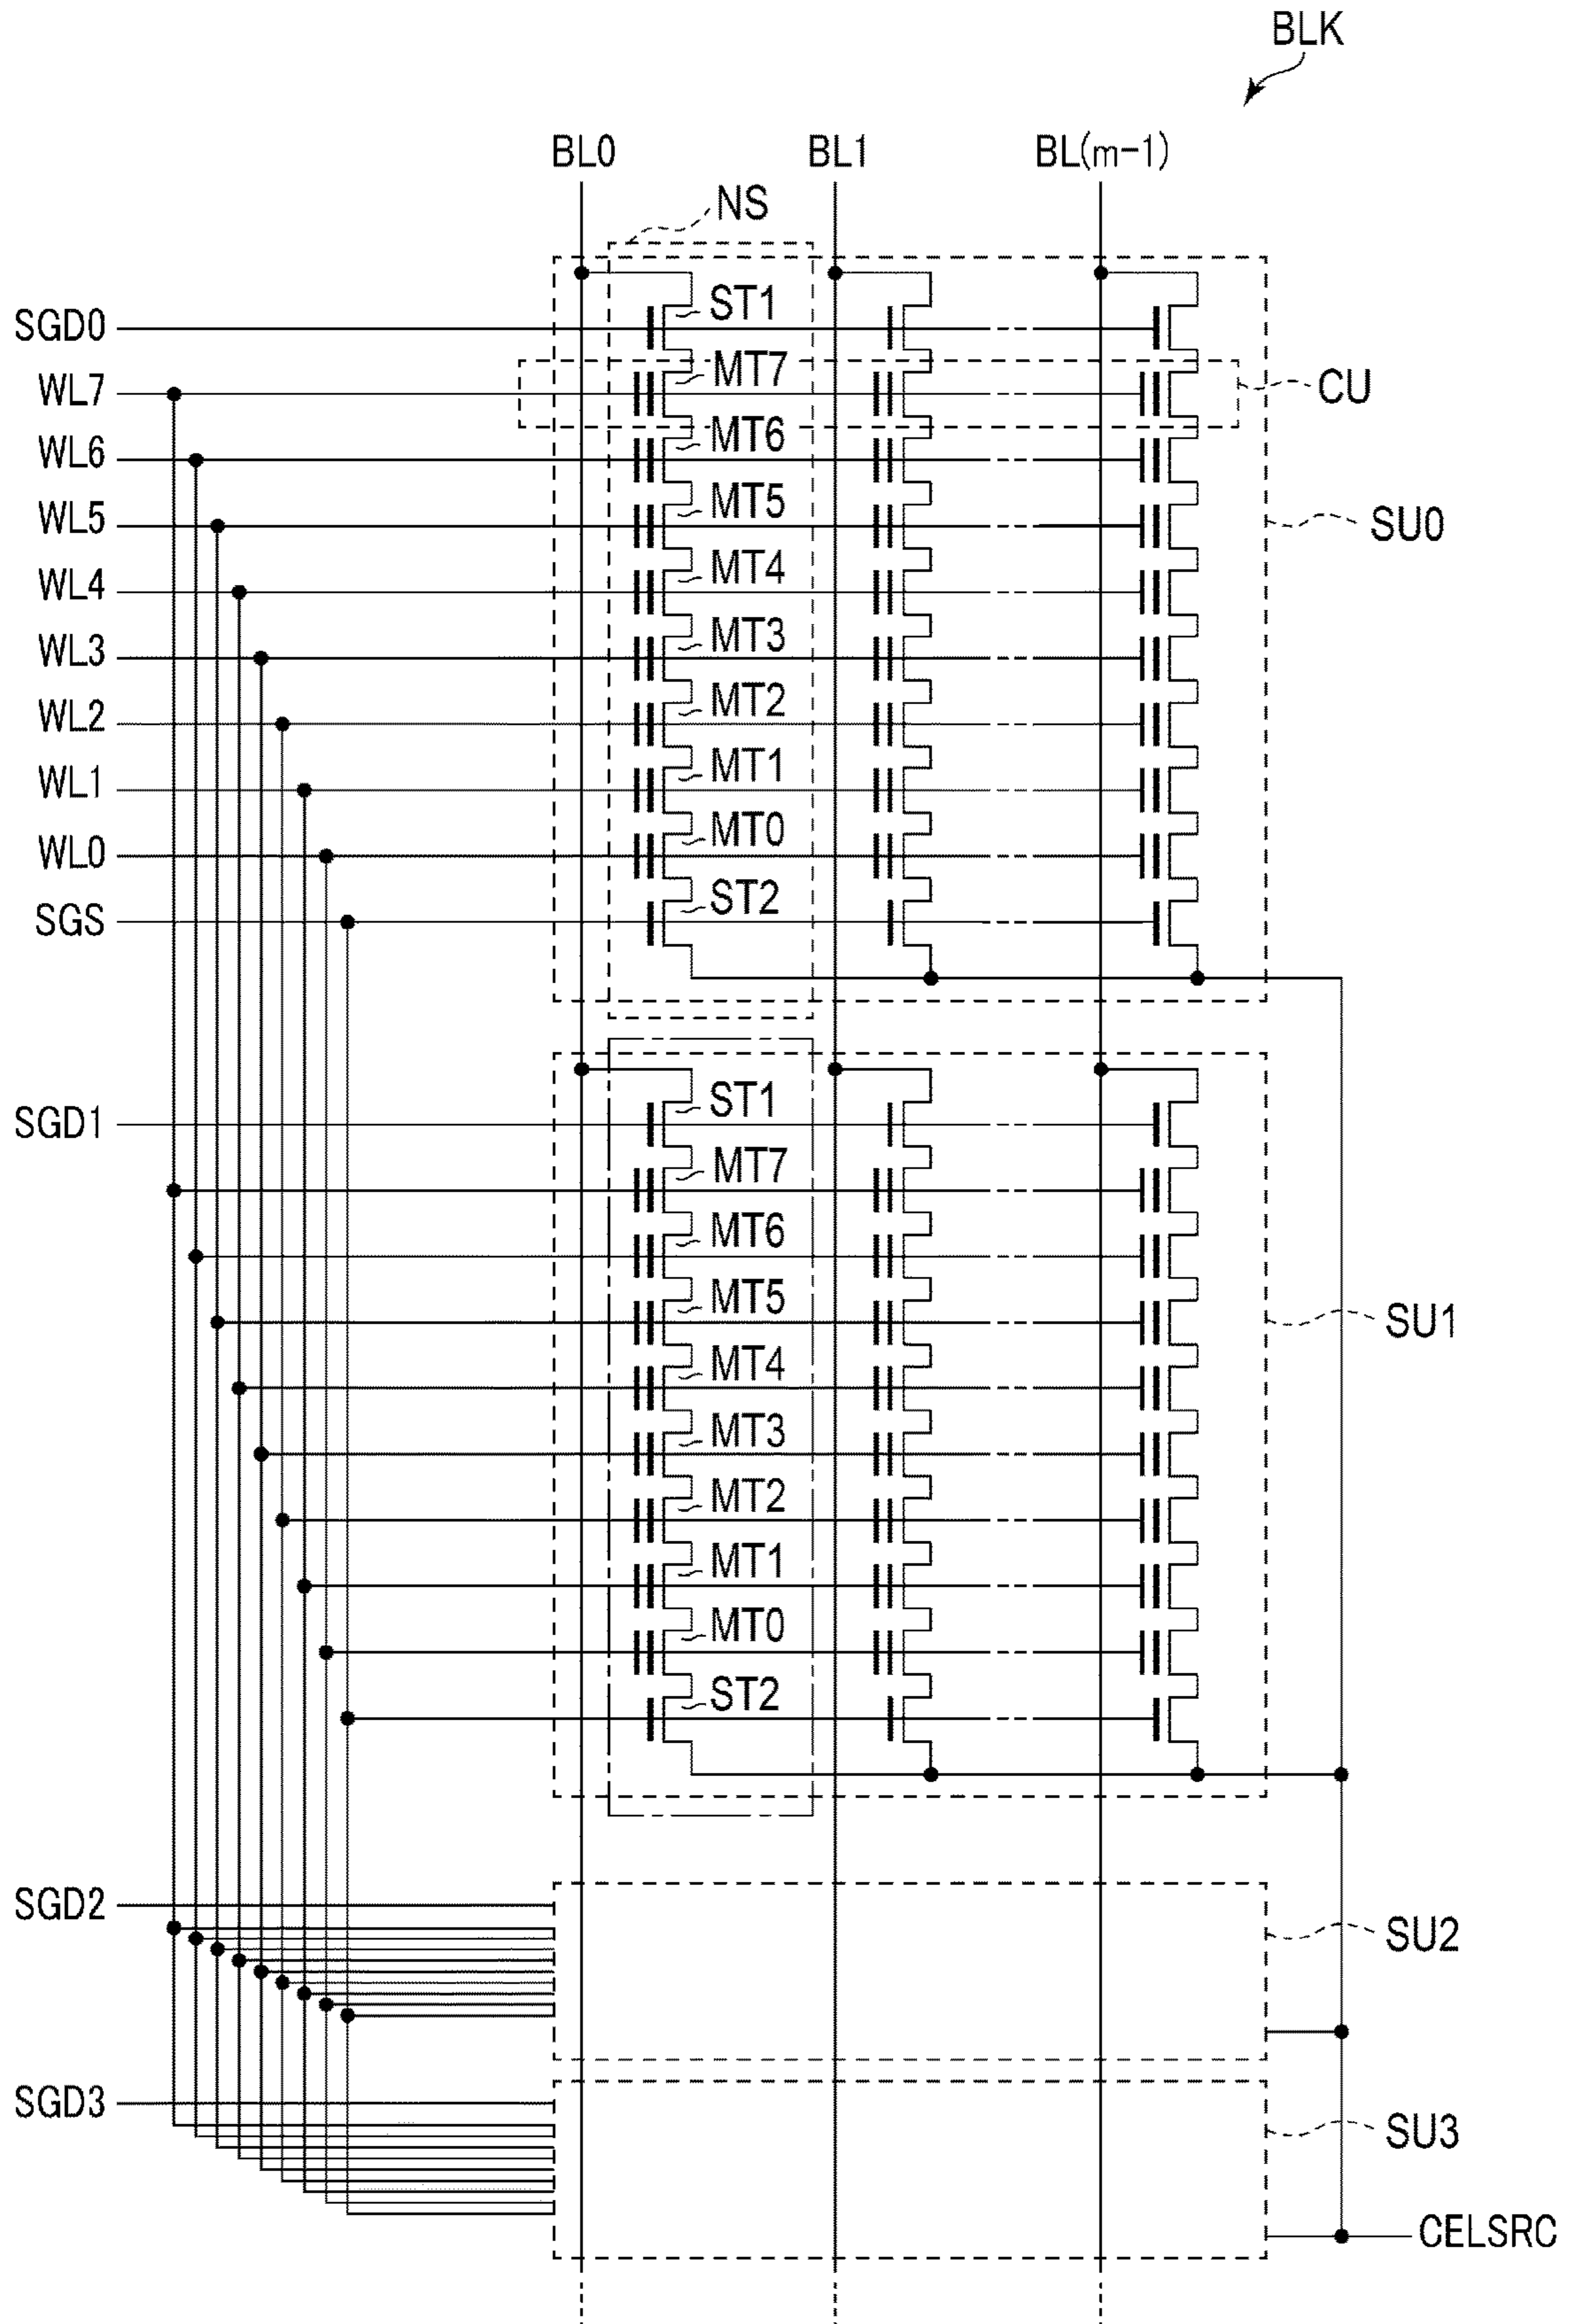 BLK
BL0 BL1 BL(m-1)
NS
SGD0 ST1
WL7 MT7 CU
WL6 MT6
WL5 MT5 SU0
WL4 MT4
WL3 MT3
WL2 MT2
WL1 MT1
WL0 MT0
SGS ST2
SGD1 ST1
MT7
MT6
MT5 SU1
MT4
MT3
MT2
MT1
MT0
ST2
SGD2 SU2
SGD3 SU3
CELSRC